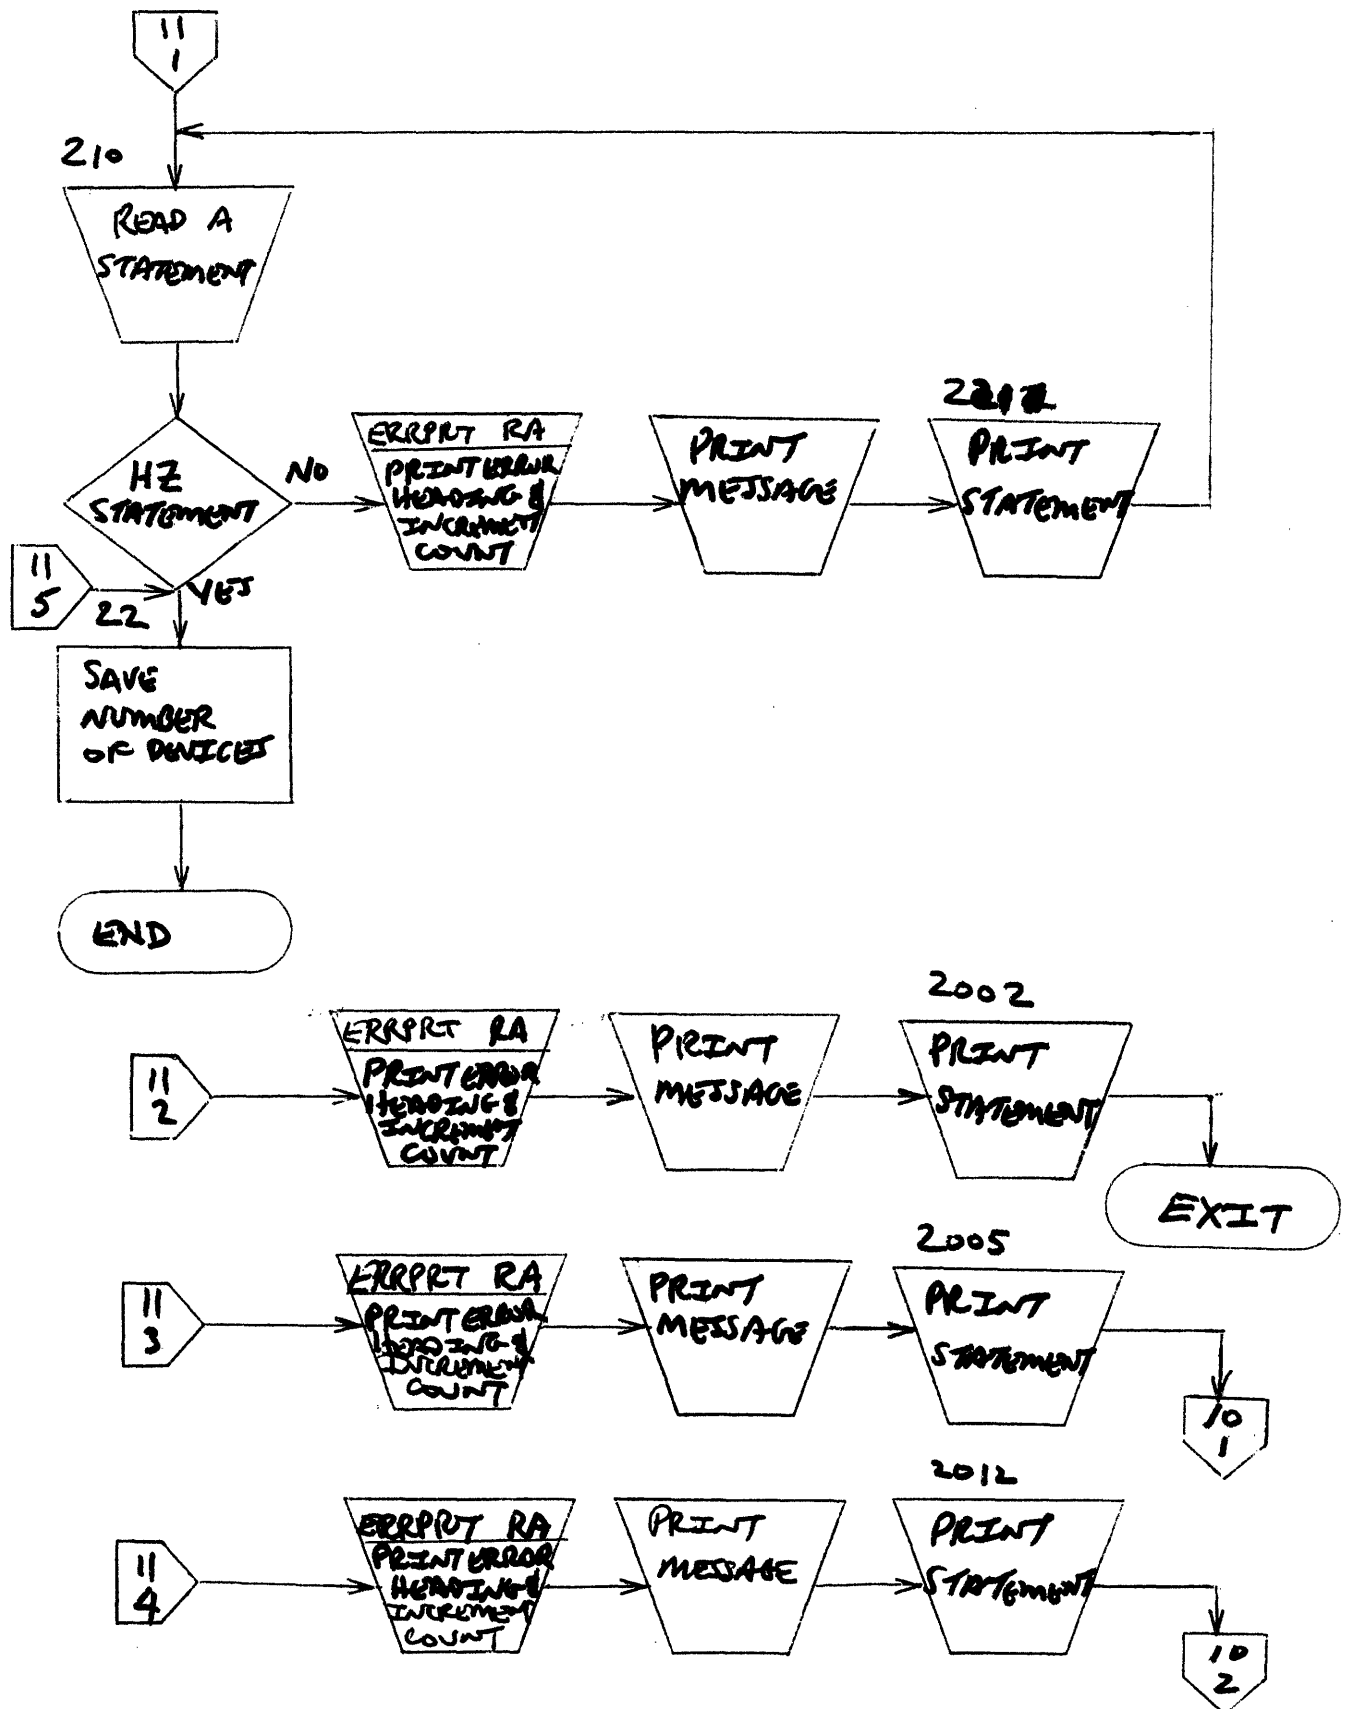 11
1
210
READ A
STATEMENT
HZ
STATEMENT
NO
ERRPRT RA
PRINT ERROR
HEADING &
INCREMENT
COUNT
PRINT
MESSAGE
PRINT
STATEMENT
11
5
22
YES
SAVE
NUMBER
OF DEVICES
END
11
2
ERRPRT RA
PRINT ERROR
HEADING &
INCREMENT
COUNT
PRINT
MESSAGE
2002
PRINT
STATEMENT
EXIT
11
3
ERRPRT RA
PRINT ERROR
HEADING &
INCREMENT
COUNT
PRINT
MESSAGE
2005
PRINT
STATEMENT
10
1
11
4
ERRPRT RA
PRINT ERROR
HEADING &
INCREMENT
COUNT
PRINT
MESSAGE
2012
PRINT
STATEMENT
10
2